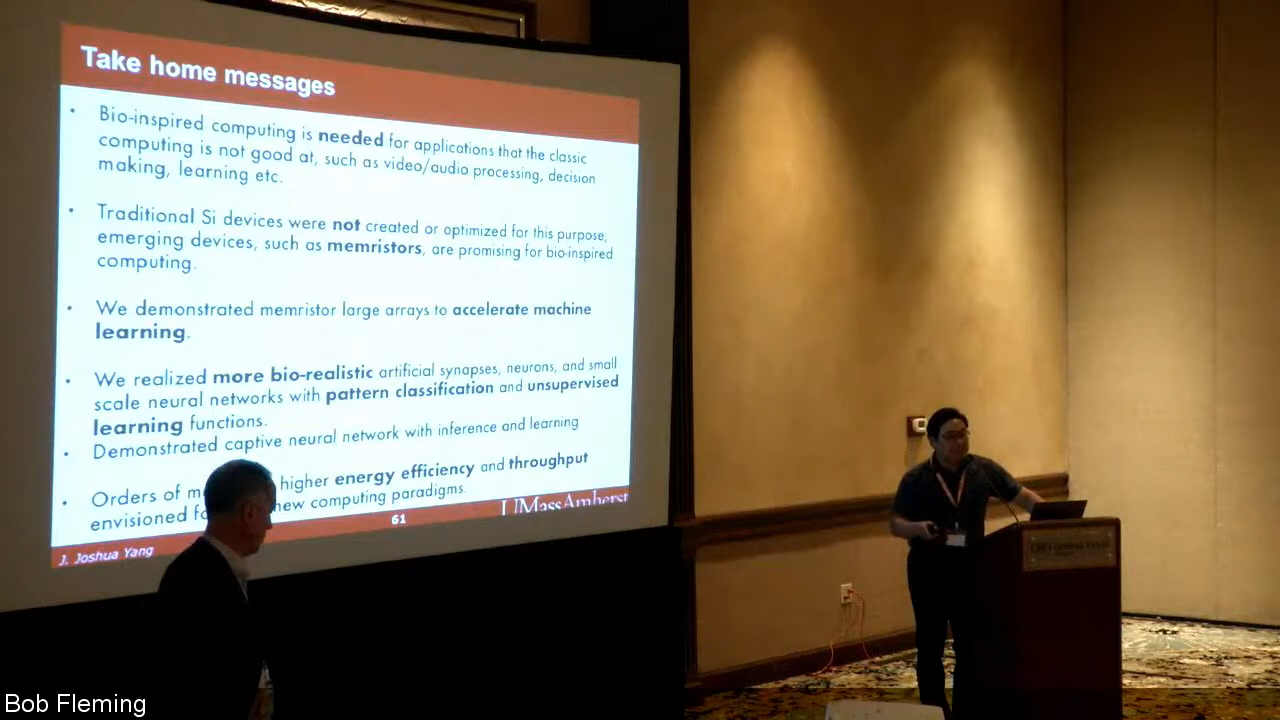 Take home messages
• Bio-inspired computing is needed for applications that the classic
computing is not good at, such as video/audio processing, decision
making, learning etc.
• Traditional Si devices were not created or optimized for this purpose;
emerging devices, such as memristors, are promising for bio-inspired
computing.
• We demonstrated memristor large arrays to accelerate machine
learning.
• We realized more bio-realistic artificial synapses, neurons, and small
scale neural networks with pattern classification and unsupervised
learning functions.
• Demonstrated captive neural network with inference and learning
• Orders of higher energy efficiency and throughput
envisioned new computing paradigms.
UMassAmherst
61
J. Joshua Yang
Bob Fleming